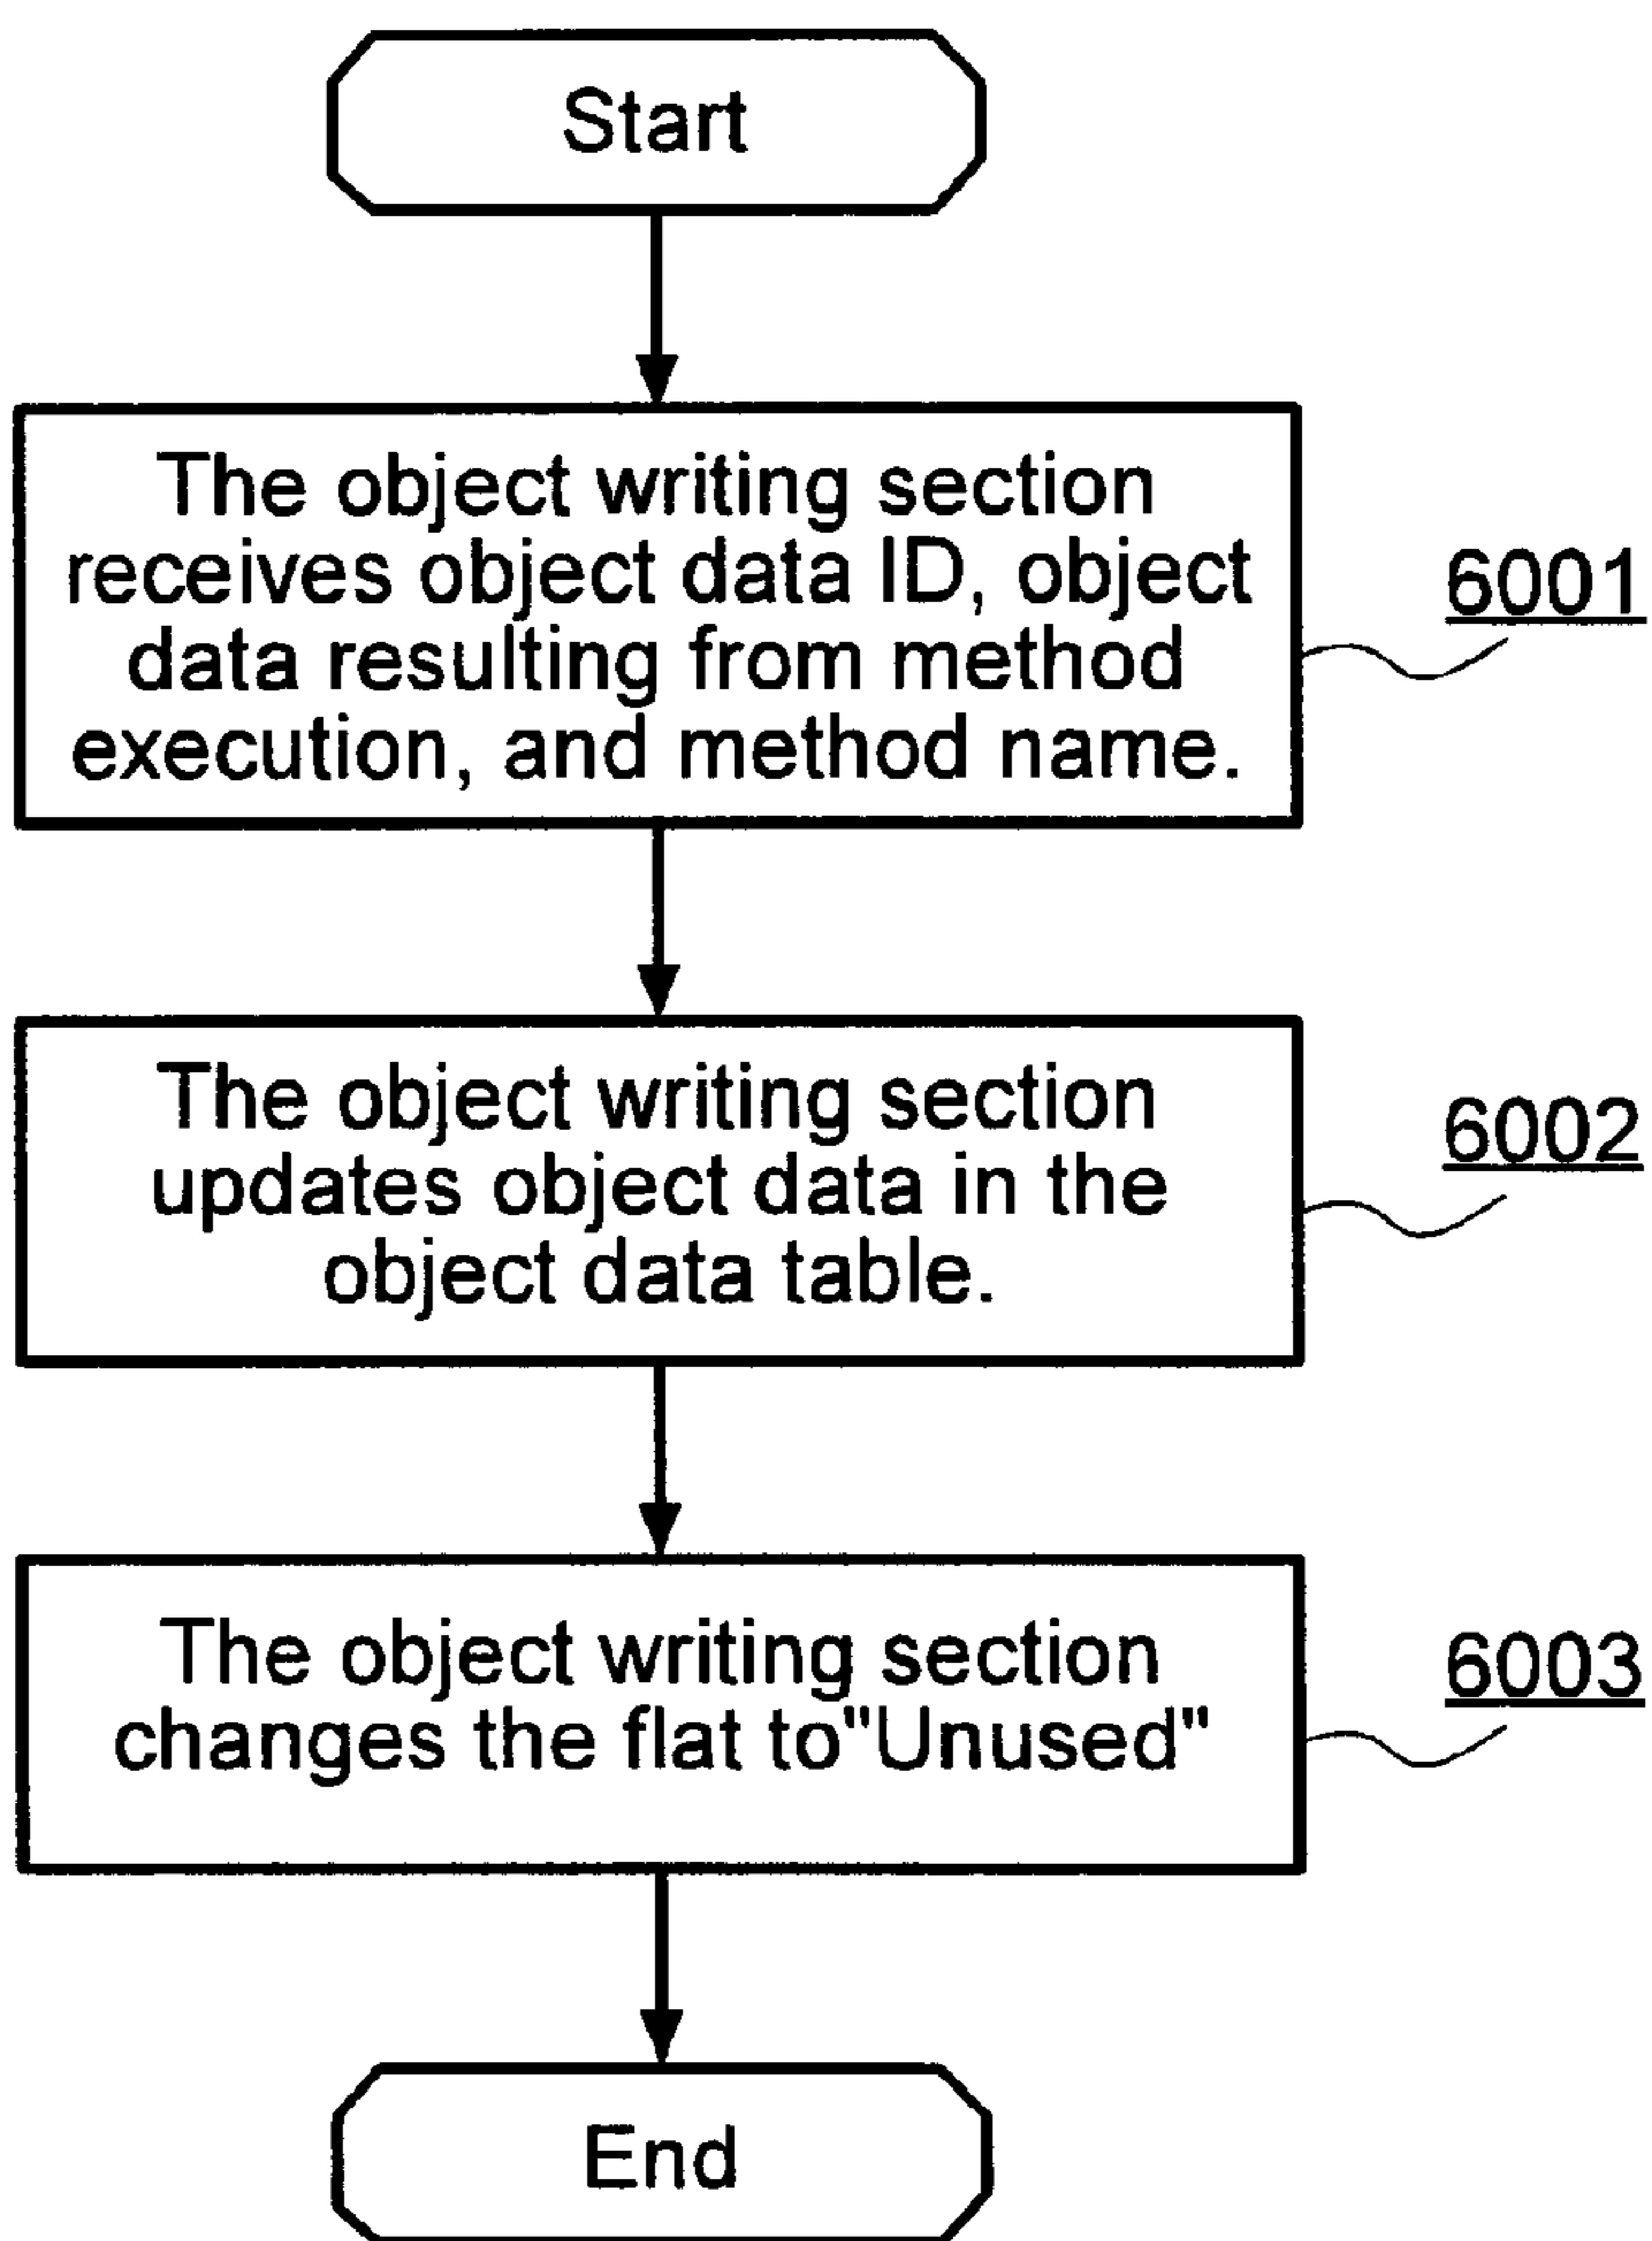 Start
The object writing section
receives object data ID, object
data resulting from method
execution, and method name.
6001
The object writing section
updates object data in the
object data table.
6002
The object writing section
changes the flat to"Unused"
6003
End